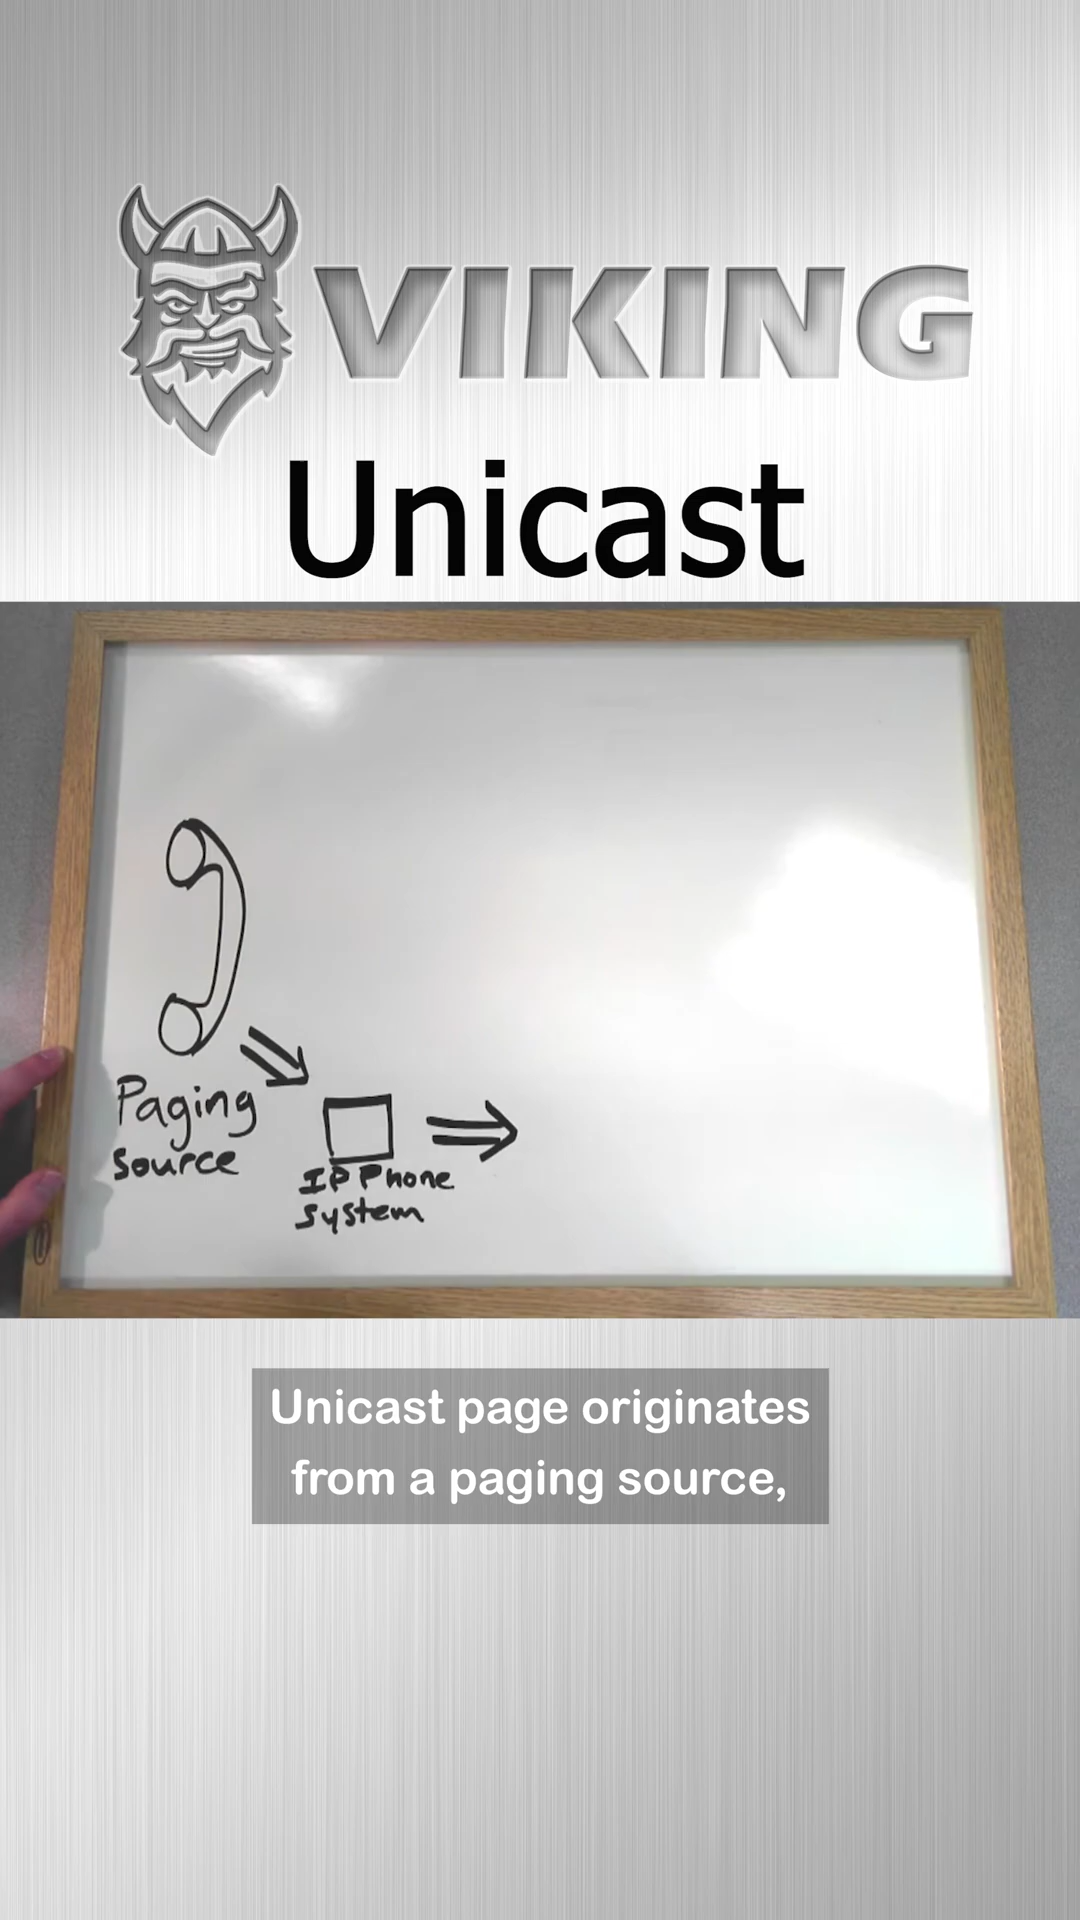 VIKING
Unicast
Paging
Source
IP Phone
System
Unicast page originates
from a paging source,